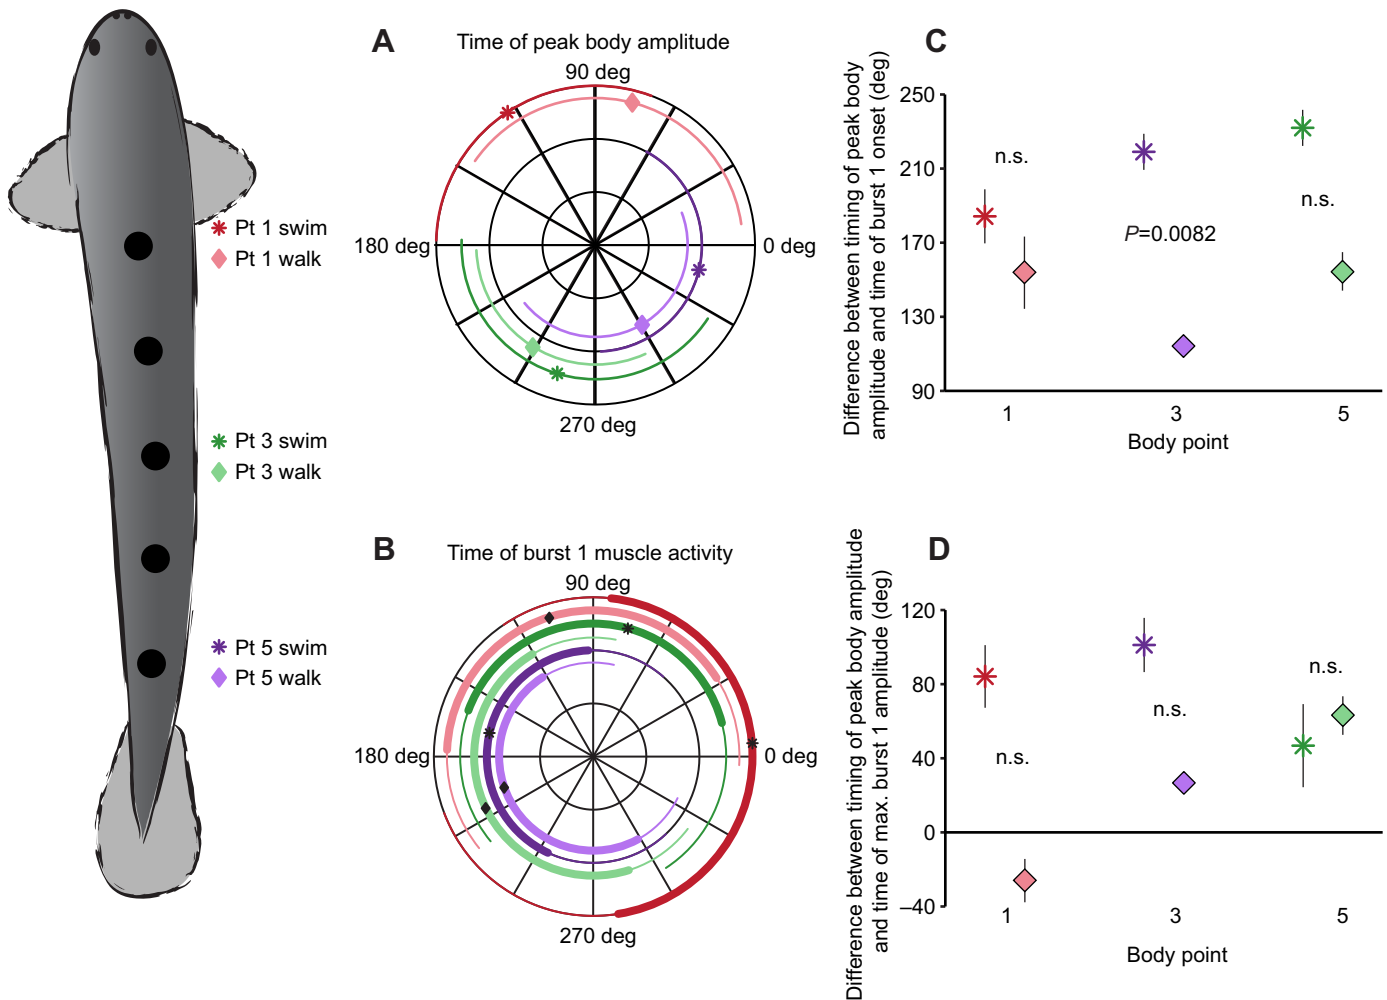 Pt 1 swim
Pt 1 walk
Pt 3 swim
Pt 3 walk
Pt 5 swim
Pt 5 walk
A
Time of peak body amplitude
90 deg
180 deg
0 deg
270 deg
B
Time of burst 1 muscle activity
90 deg
180 deg
0 deg
270 deg
C
Difference between timing of peak body
amplitude and time of burst 1 onset (deg)
250
210
170
130
90
n.s.
P=0.0082
n.s.
1
3
5
Body point
D
Difference between timing of peak body amplitude
and time of max. burst 1 amplitude (deg)
120
80
40
0
–40
n.s.
n.s.
n.s.
1
3
5
Body point